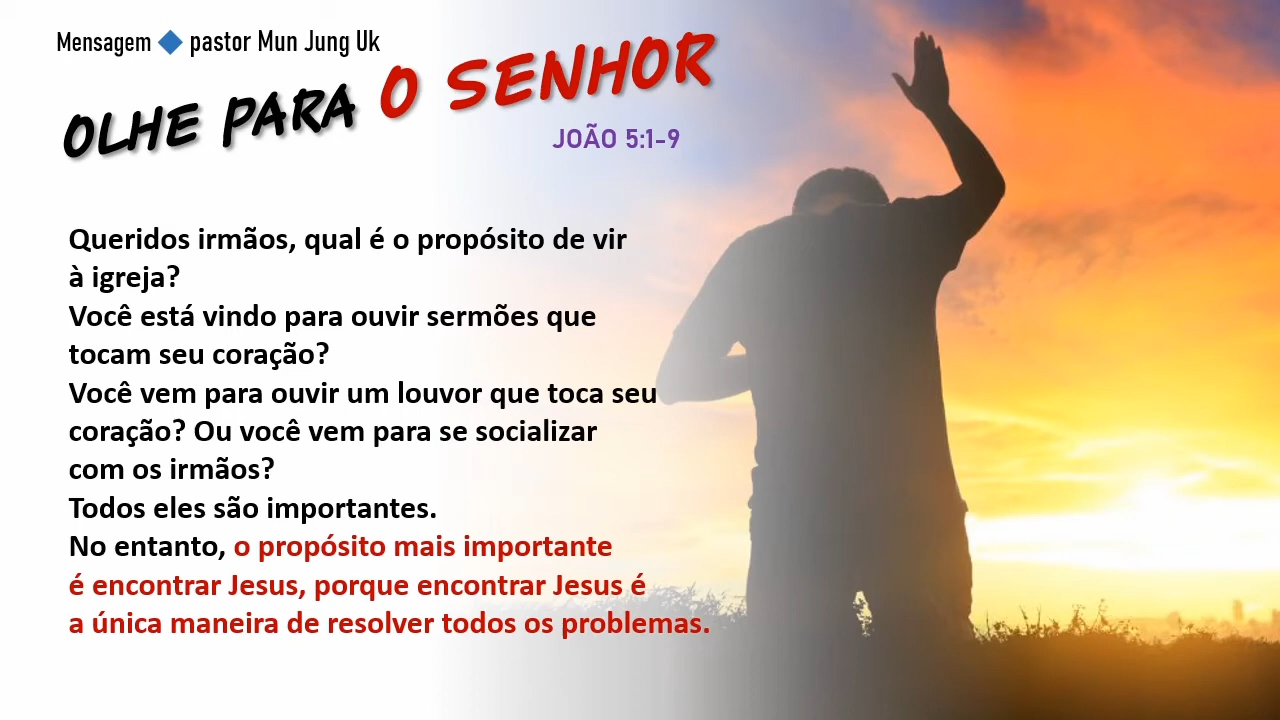 Mensagem 🔷 pastor Mun Jung Uk
OLHE PARA O SENHOR
JOÃO 5:1-9
Queridos irmãos, qual é o propósito de vir
à igreja?
Você está vindo para ouvir sermões que
tocam seu coração?
Você vem para ouvir um louvor que toca seu
coração? Ou você vem para se socializar
com os irmãos?
Todos eles são importantes.
No entanto, o propósito mais importante
é encontrar Jesus, porque encontrar Jesus é
a única maneira de resolver todos os problemas.